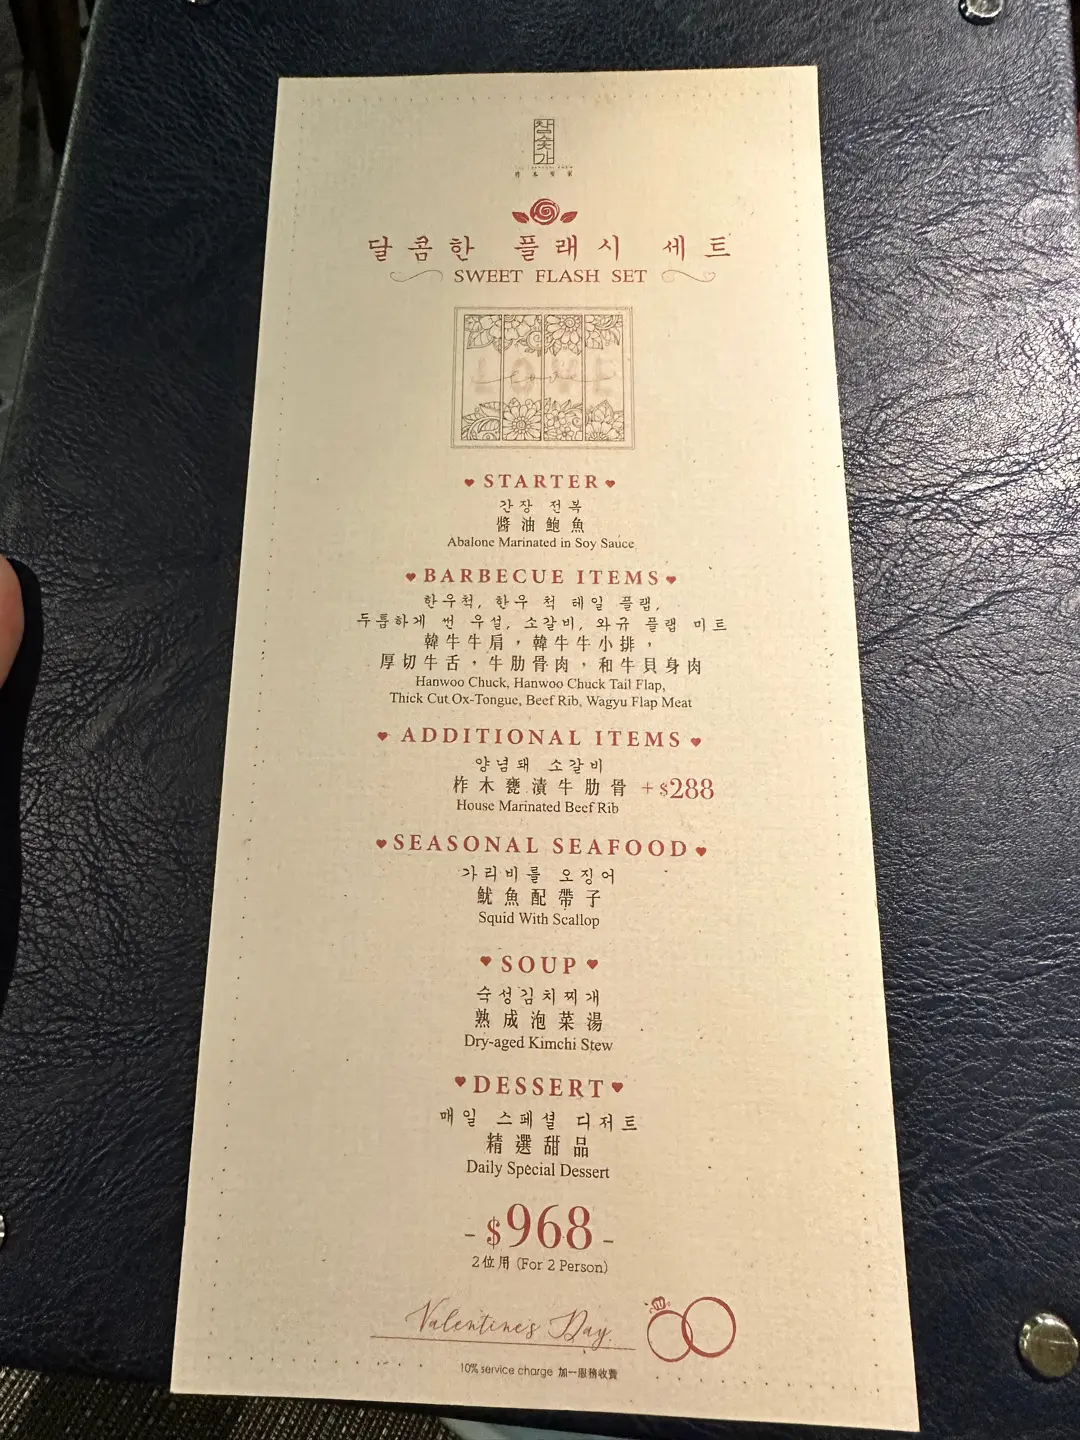 참숯가
달콤한 플래시 세트
SWEET FLASH SET
love
STARTER
간장 전복
醬油鮑魚
Abalone Marinated in Soy Sauce
BARBECUE ITEMS
한우척, 한우 척 테일 플랩,
두툼하게 썬 우설, 소갈비, 와규 플랩 미트
韓牛牛肩，韓牛牛小排，
厚切牛舌，牛肋骨肉，和牛貝身肉
Hanwoo Chuck, Hanwoo Chuck Tail Flap,
Thick Cut Ox-Tongue, Beef Rib, Wagyu Flap Meat
ADDITIONAL ITEMS
양념돼 소갈비
柞木甕漬牛肋骨 +$288
House Marinated Beef Rib
SEASONAL SEAFOOD
가리비를 오징어
魷魚配帶子
Squid With Scallop
SOUP
숙성김치찌개
熟成泡菜湯
Dry-aged Kimchi Stew
DESSERT
매일 스페셜 디저트
精選甜品
Daily Special Dessert
- $968 -
2位用 (For 2 Person)
Valentine's Day
10% service charge 加一服務收費